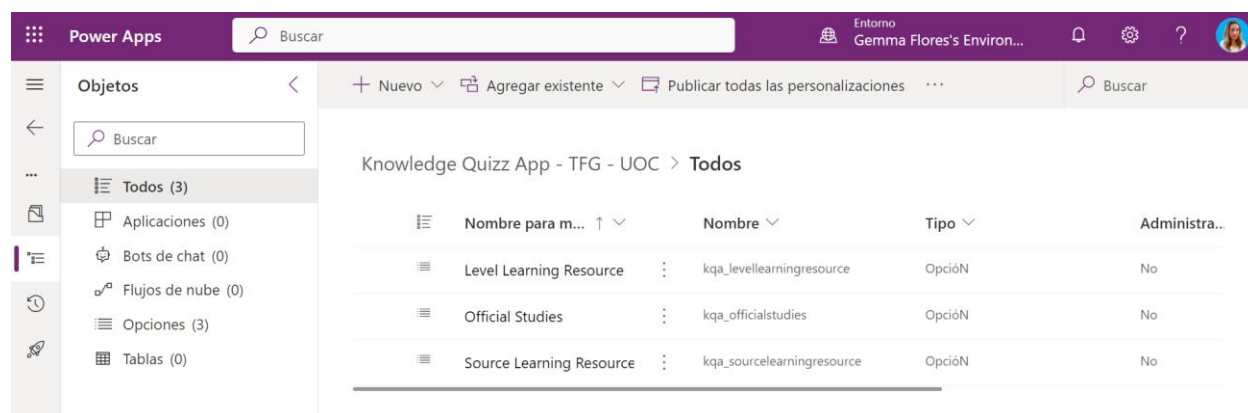 Power Apps
Buscar
Entorno
Gemma Flores's Environ...
?
Objetos
Nuevo
Agregar existente
Publicar todas las personalizaciones
...
Buscar
Buscar
Knowledge Quizz App - TFG - UOC > Todos
Todos (3)
Aplicaciones (0)
Bots de chat (0)
Flujos de nube (0)
Opciones (3)
Tablas (0)
Nombre para m... ↑ Nombre Tipo Administra...
Level Learning Resource kqa_levellearningresource OpcióN No
Official Studies kqa_officialstudies OpcióN No
Source Learning Resource kqa_sourcelearningresource OpcióN No